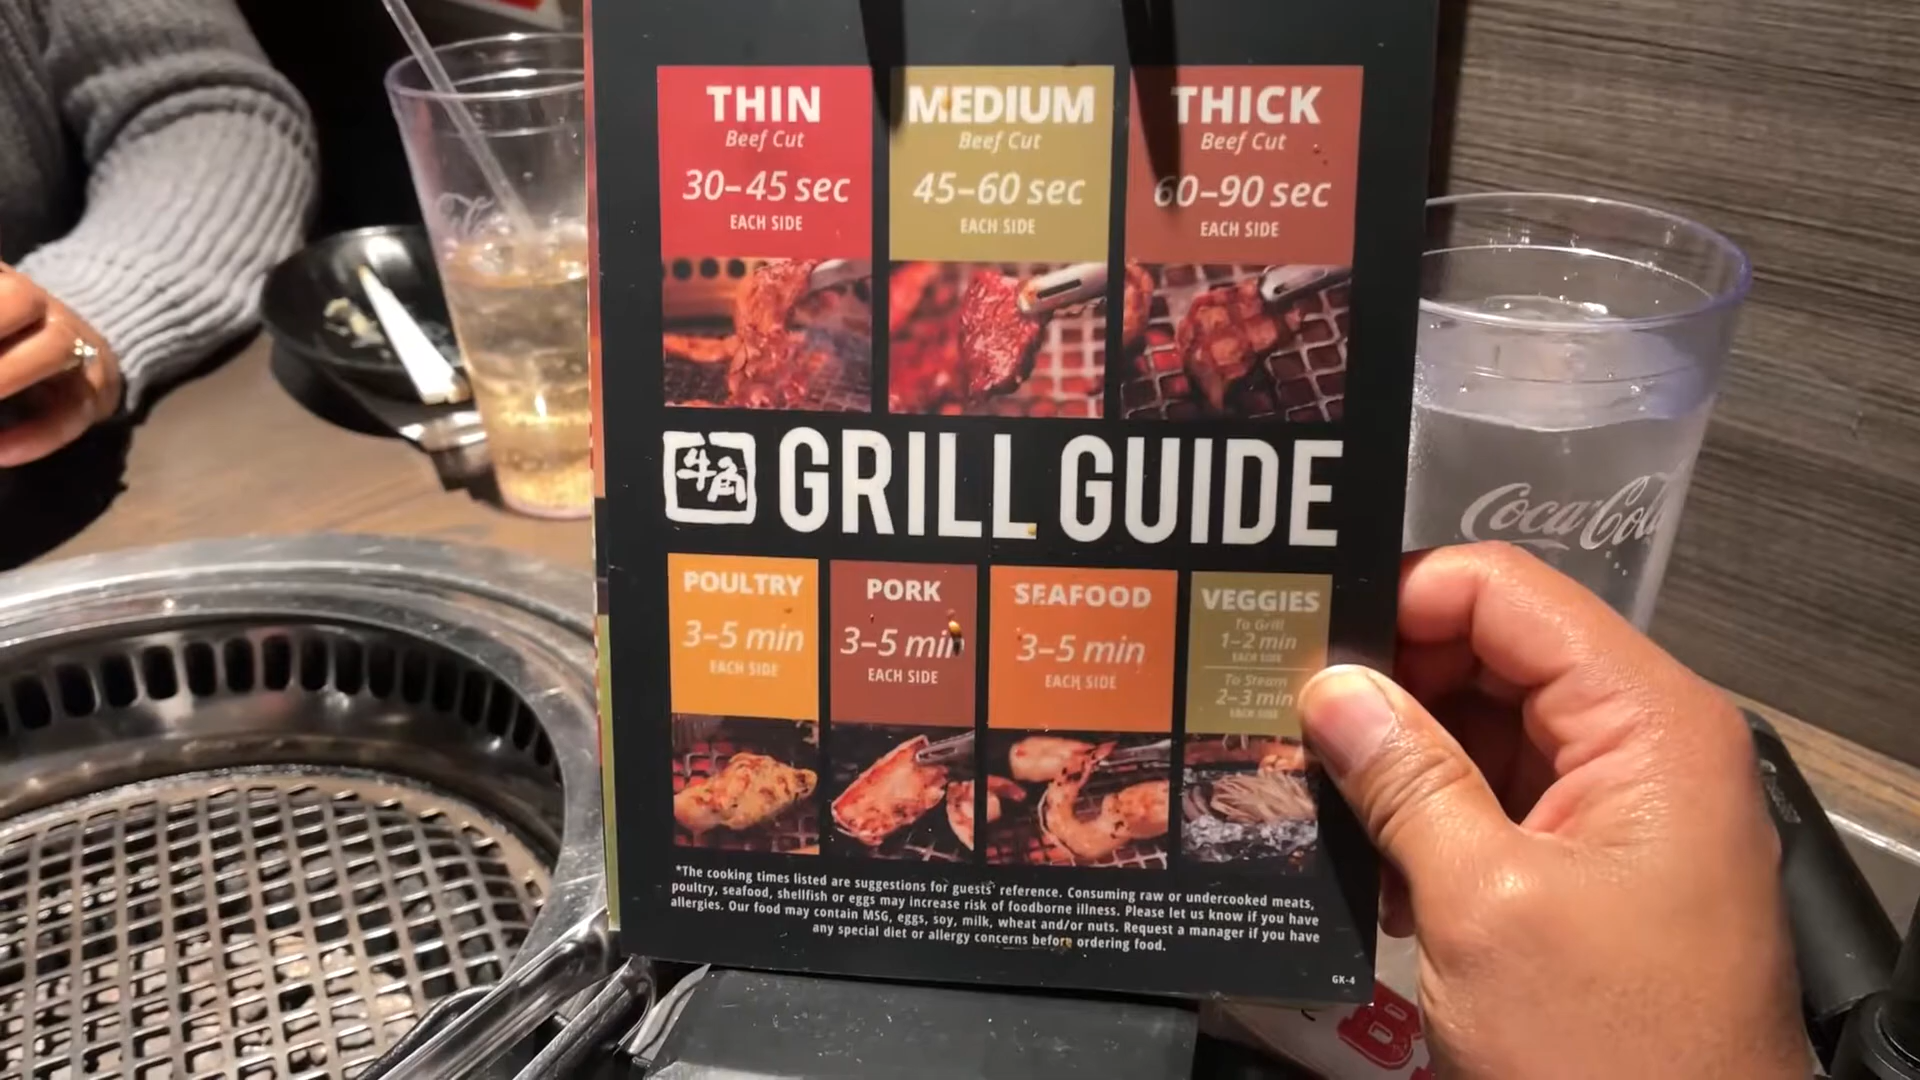 THIN
Beef Cut
30–45 sec
EACH SIDE
MEDIUM
Beef Cut
45–60 sec
EACH SIDE
THICK
Beef Cut
60–90 sec
EACH SIDE
牛角 GRILL GUIDE
POULTRY
3–5 min
EACH SIDE
PORK
3–5 min
EACH SIDE
SEAFOOD
3–5 min
EACH SIDE
VEGGIES
To Grill
1–2 min
EACH SIDE
To Steam
2–3 min
EACH SIDE
*The cooking times listed are suggestions for guests' reference. Consuming raw or undercooked meats,
poultry, seafood, shellfish or eggs may increase risk of foodborne illness. Please let us know if you have
allergies. Our food may contain MSG, eggs, soy, milk, wheat and/or nuts. Request a manager if you have
any special diet or allergy concerns before ordering food.
GK-4
Coca-Cola